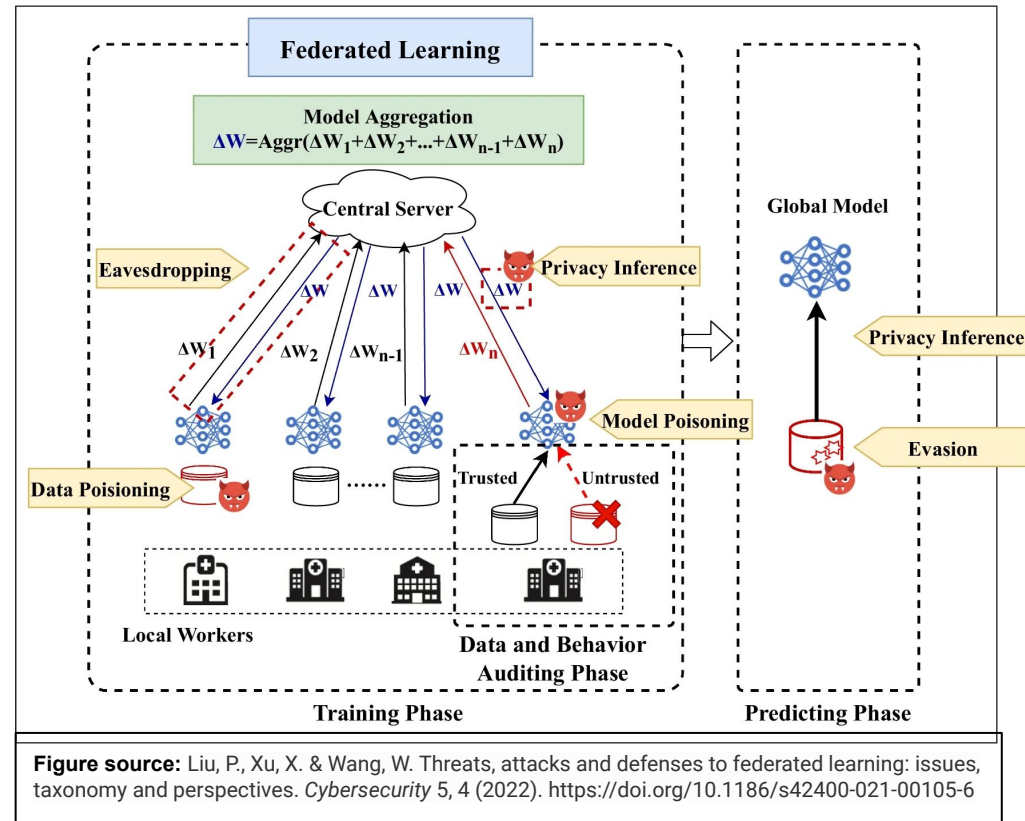 Federated Learning
Model Aggregation
ΔW=Aggr(ΔW1+ΔW2+...+ΔWn-1+ΔWn)
Central Server
Global Model
Eavesdropping
Privacy Inference
ΔW
ΔW
ΔW
ΔW
Privacy Inference
ΔW1
ΔW2
ΔWn-1
ΔWn
Model Poisoning
Evasion
Data Poisioning
......
Trusted
Untrusted
Local Workers
Data and Behavior
Auditing Phase
Training Phase
Predicting Phase
Figure source: Liu, P., Xu, X. & Wang, W. Threats, attacks and defenses to federated learning: issues,
taxonomy and perspectives. Cybersecurity 5, 4 (2022). https://doi.org/10.1186/s42400-021-00105-6